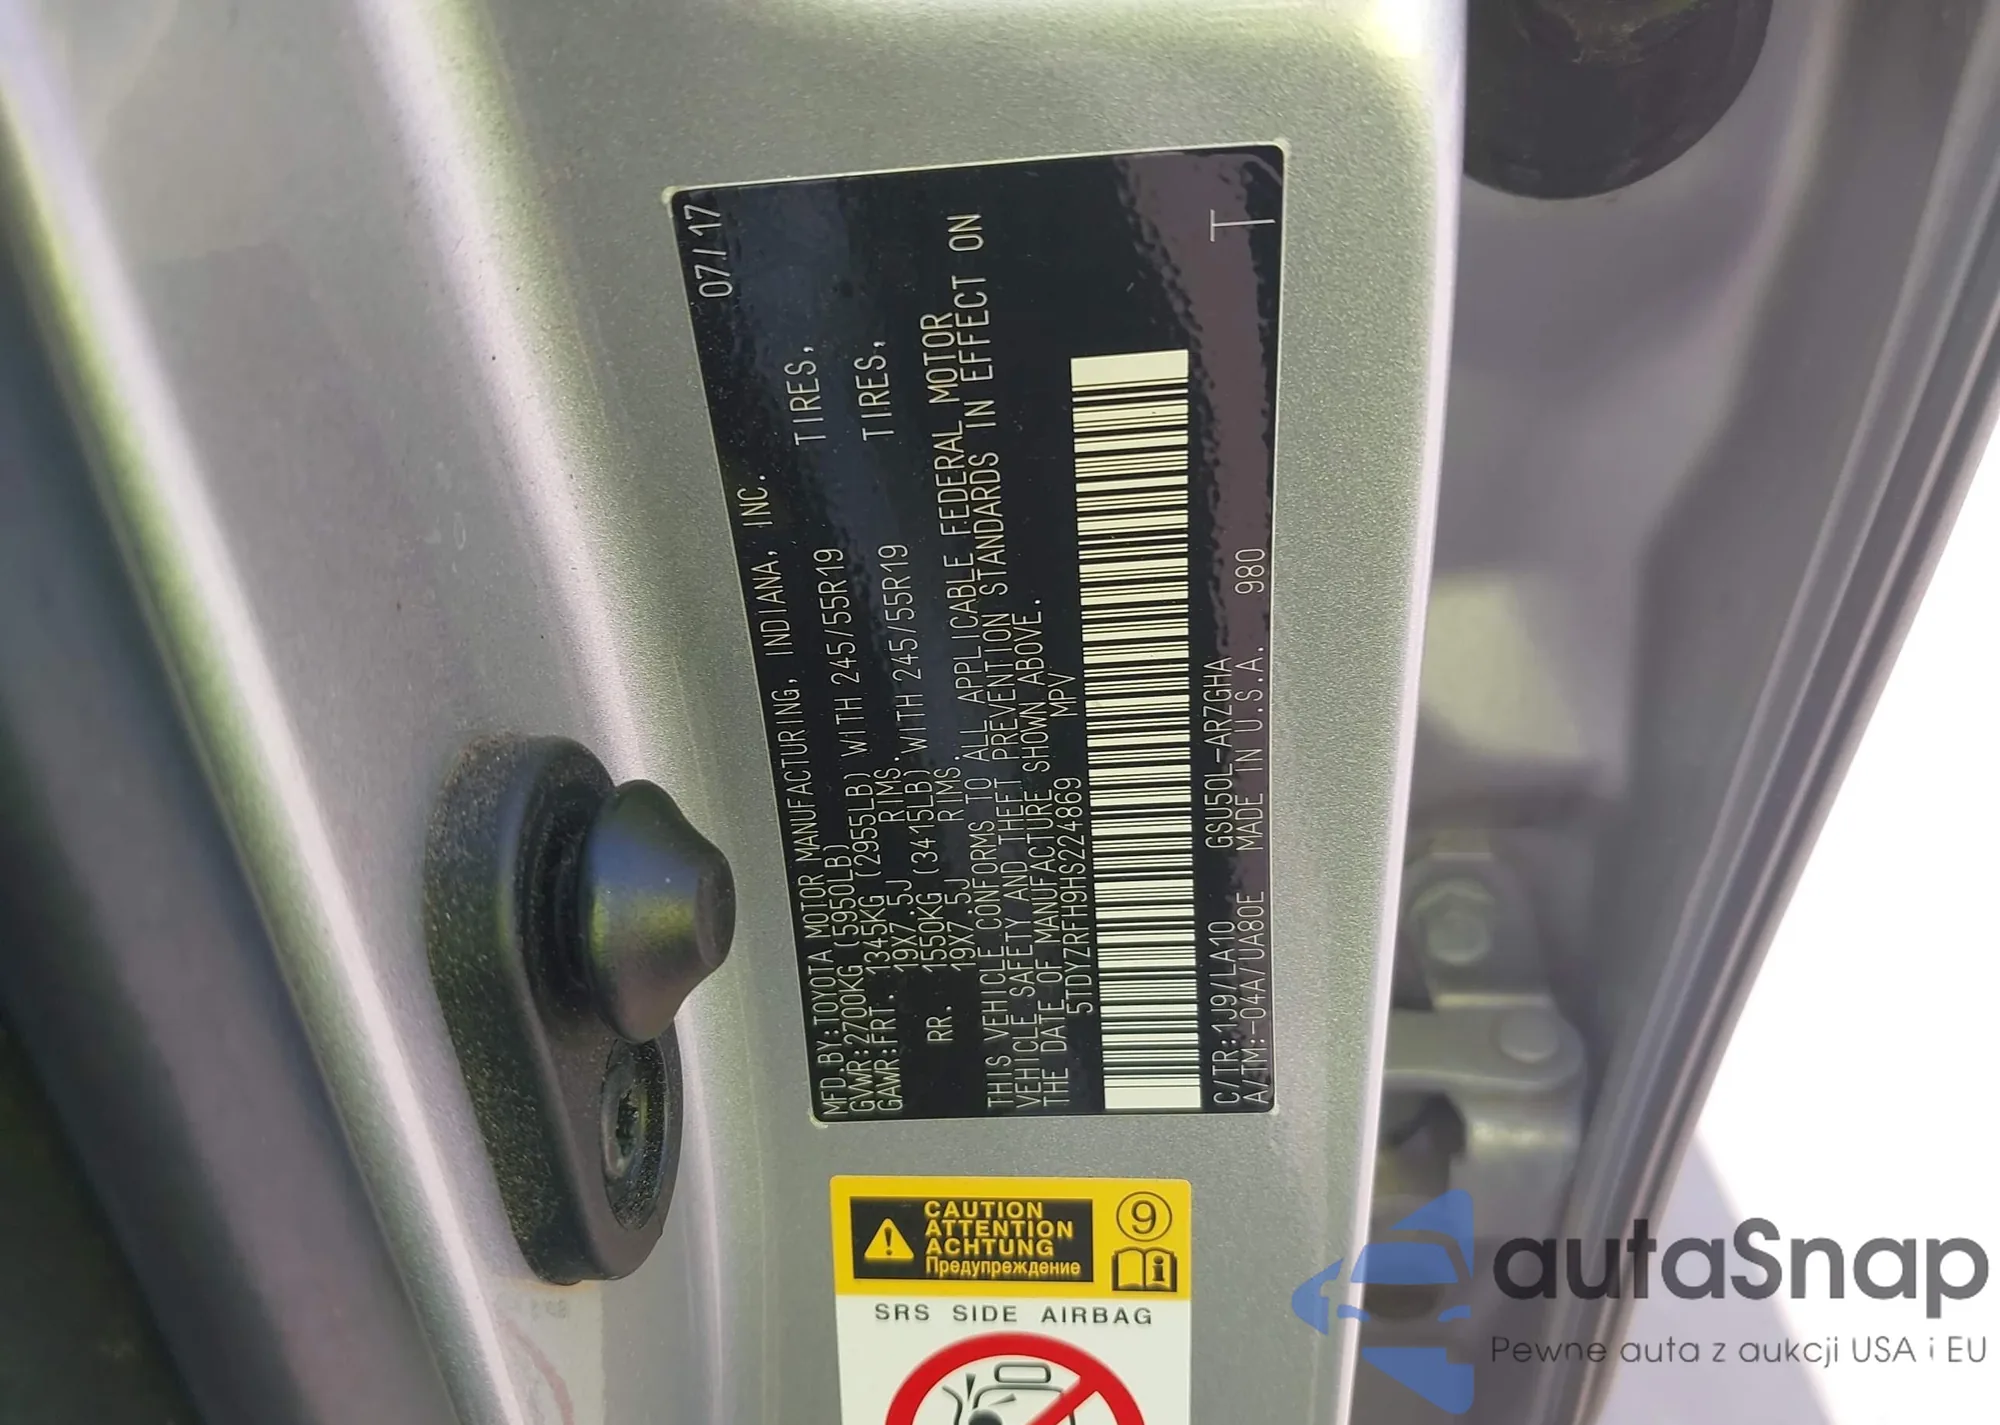 07/17
MFD.BY:TOYOTA MOTOR MANUFACTURING, INDIANA, INC.
GVWR:2700KG (5950LB)
GAWR:FRT. 1345KG (2955LB) WITH 245/55R19 TIRES,
19X7.5J RIMS.
RR. 1550KG (3415LB) WITH 245/55R19 TIRES,
19X7.5J RIMS.
THIS VEHICLE CONFORMS TO ALL APPLICABLE FEDERAL MOTOR
VEHICLE SAFETY AND THEFT PREVENTION STANDARDS IN EFFECT ON
THE DATE OF MANUFACTURE SHOWN ABOVE.
5TDYZRFH9HS224869 MPV
C/TR:1J9/LA10 GSU50L-ARZGHA
A/TM:-04A/UA80E MADE IN U.S.A. 980
T
CAUTION
ATTENTION
ACHTUNG
Предупреждение
9
i
SRS SIDE AIRBAG
autaSnap
Pewne auta z aukcji USA i EU